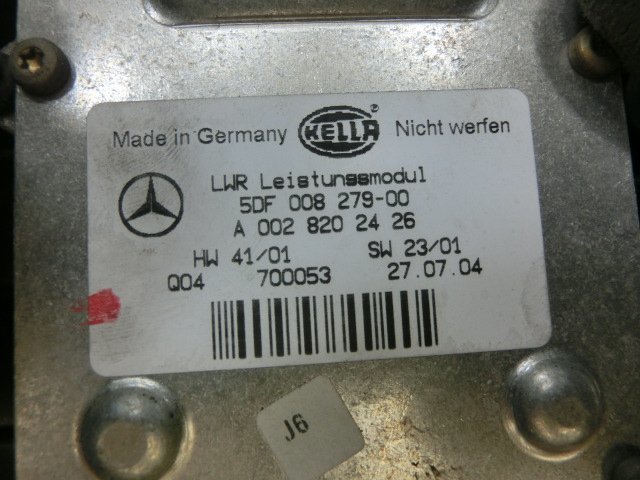 Made in Germany HELLA ® Nicht werfen
LWR Leistungsmodul
5DF 008 279-00
A 002 820 24 26
HW 41/01 SW 23/01
Q04 700053 27.07.04
J6